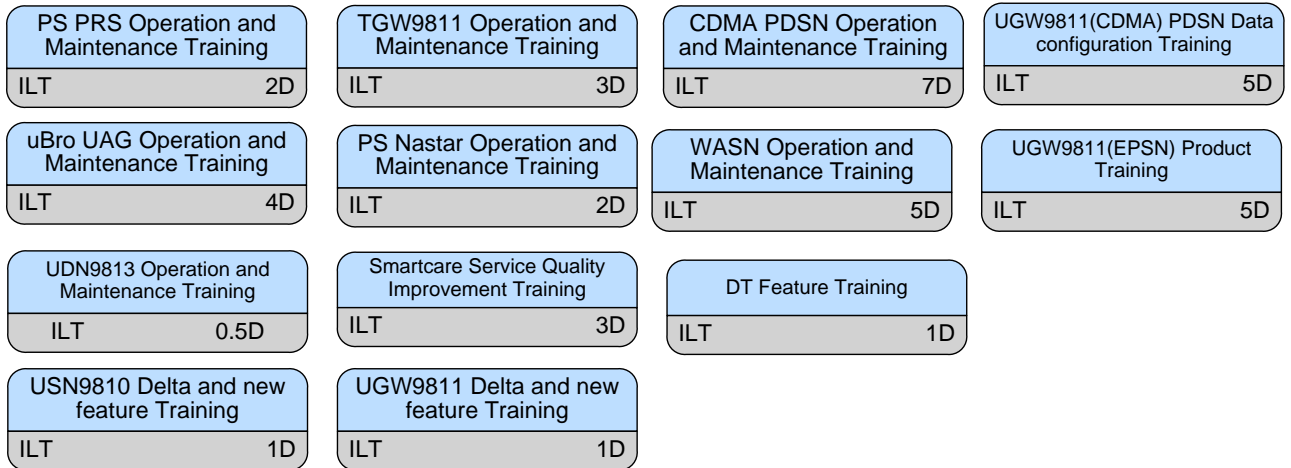 PS PRS Operation and
Maintenance Training
ILT 2D
TGW9811 Operation and
Maintenance Training
ILT 3D
CDMA PDSN Operation
and Maintenance Training
ILT 7D
UGW9811(CDMA) PDSN Data
configuration Training
ILT 5D
uBro UAG Operation and
Maintenance Training
ILT 4D
PS Nastar Operation and
Maintenance Training
ILT 2D
WASN Operation and
Maintenance Training
ILT 5D
UGW9811(EPSN) Product
Training
ILT 5D
UDN9813 Operation and
Maintenance Training
ILT 0.5D
Smartcare Service Quality
Improvement Training
ILT 3D
DT Feature Training
ILT 1D
USN9810 Delta and new
feature Training
ILT 1D
UGW9811 Delta and new
feature Training
ILT 1D